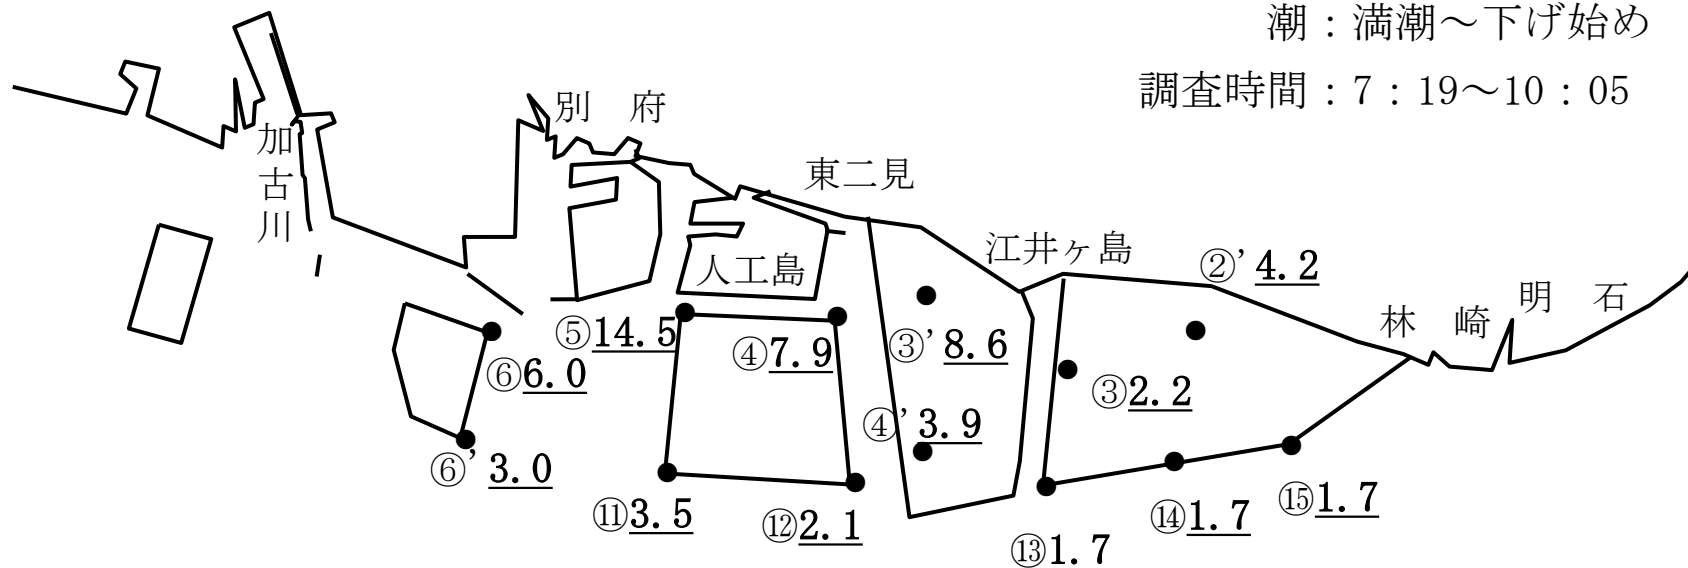 潮：満潮～下げ始め
調査時間：7：19～10：05
別　府
加古川
東二見
江井ヶ島
②’4.2
人工島
明　石
林　崎
⑤14.5
④7.9
③’8.6
⑥6.0
③2.2
④’3.9
⑥’3.0
⑪3.5
⑫2.1
⑬1.7
⑭1.7
⑮1.7